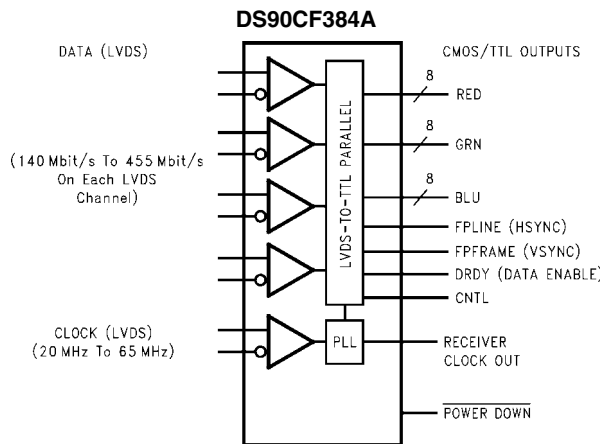 DS90CF384A
DATA (LVDS)
CMOS/TTL OUTPUTS
8
RED
8
GRN
(140 Mbit/s To 455 Mbit/s
On Each LVDS
Channel)
LVDS-TO-TTL PARALLEL
8
BLU
FPLINE (HSYNC)
FPFRAME (VSYNC)
DRDY (DATA ENABLE)
CNTL
CLOCK (LVDS)
(20 MHz To 65 MHz)
PLL
RECEIVER
CLOCK OUT
POWER DOWN